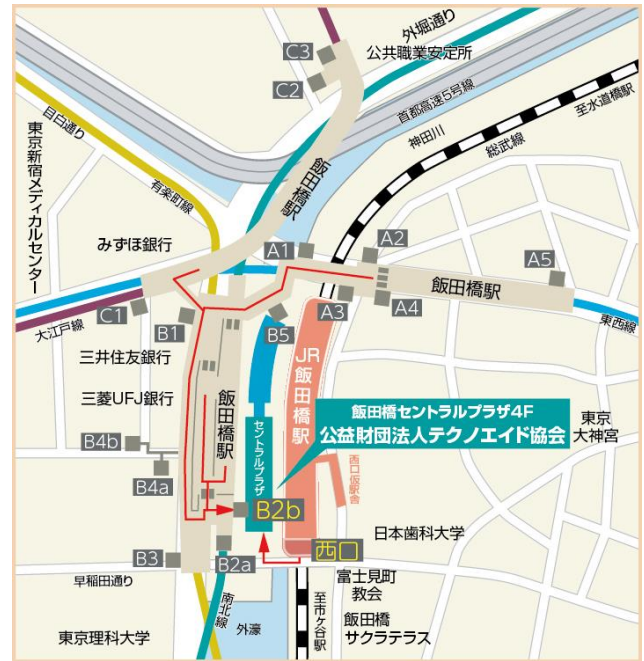 外堀通り
C3
公共職業安定所
C2
首都高速5号線
至水道橋駅
目白通り
神田川
総武線
東京新宿メディカルセンター
有楽町線
飯田橋駅
みずほ銀行
A1
A2
A5
飯田橋駅
C1
大江戸線
B1
B5
A3
A4
東西線
三井住友銀行
JR
飯田橋駅
三菱UFJ銀行
飯田橋駅
飯田橋セントラルプラザ4F
公益財団法人テクノエイド協会
東京
大神宮
セントラルプラザ
B4b
B4a
西口仮駅舎
B2b
日本歯科大学
B3
B2a
西口
早稲田通り
富士見町
教会
南北線
至市ヶ谷駅
飯田橋
サクラテラス
東京理科大学
外濠